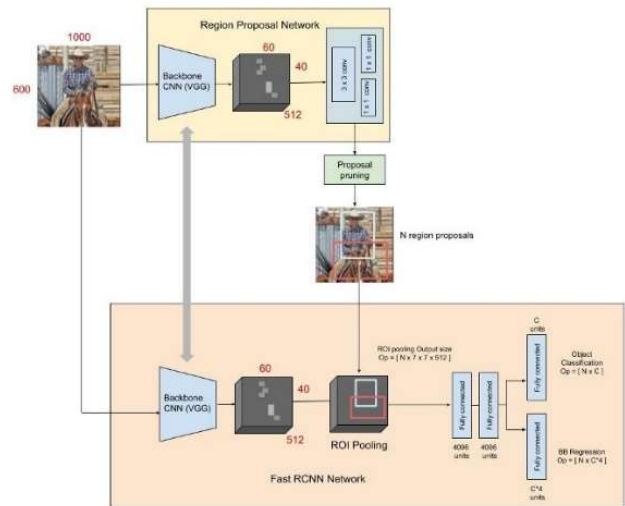 Region Proposal Network
1000
600
Backbone
CNN (VGG)
60
40
512
3 x 3 conv
1 x 1 conv
1 x 1 conv
Proposal
pruning
N region proposals
Backbone
CNN (VGG)
60
40
512
ROI Pooling
ROI pooling Output size
Op = [ N x 7 x 7 x 512 ]
Fully connected
4096
units
Fully connected
4096
units
C
units
Fully connected
Object
Classification
Op = [ N x C ]
Fully connected
C*4
units
BB Regression
Op = [ N x C*4 ]
Fast RCNN Network